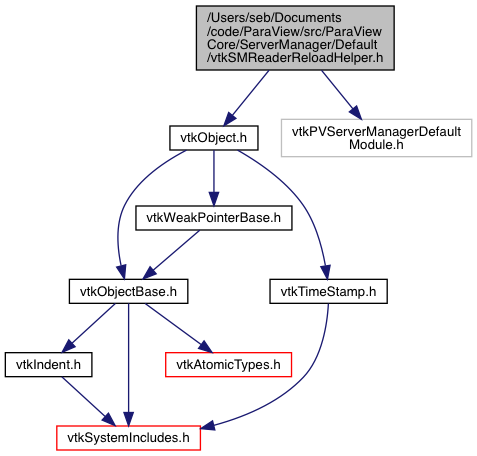 /Users/seb/Documents
/code/ParaView/src/ParaView
Core/ServerManager/Default
/vtkSMReaderReloadHelper.h
vtkObject.h
vtkPVServerManagerDefault
Module.h
vtkWeakPointerBase.h
vtkObjectBase.h
vtkTimeStamp.h
vtkIndent.h
vtkAtomicTypes.h
vtkSystemIncludes.h